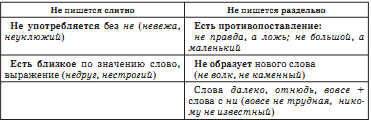 Не пишется слитно
Не пишется раздельно
Не употребляется без не (невежа,
неуклюжий)
Есть противопоставление:
не правда, а ложь; не большой, а
маленький
Есть близкое по значению слово,
выражение (недруг, нестрогий)
Не образует нового слова
(не волк, не каменный)
Слова далеко, отнюдь, вовсе +
слова с ни (вовсе не трудная, нико-
му не известный)